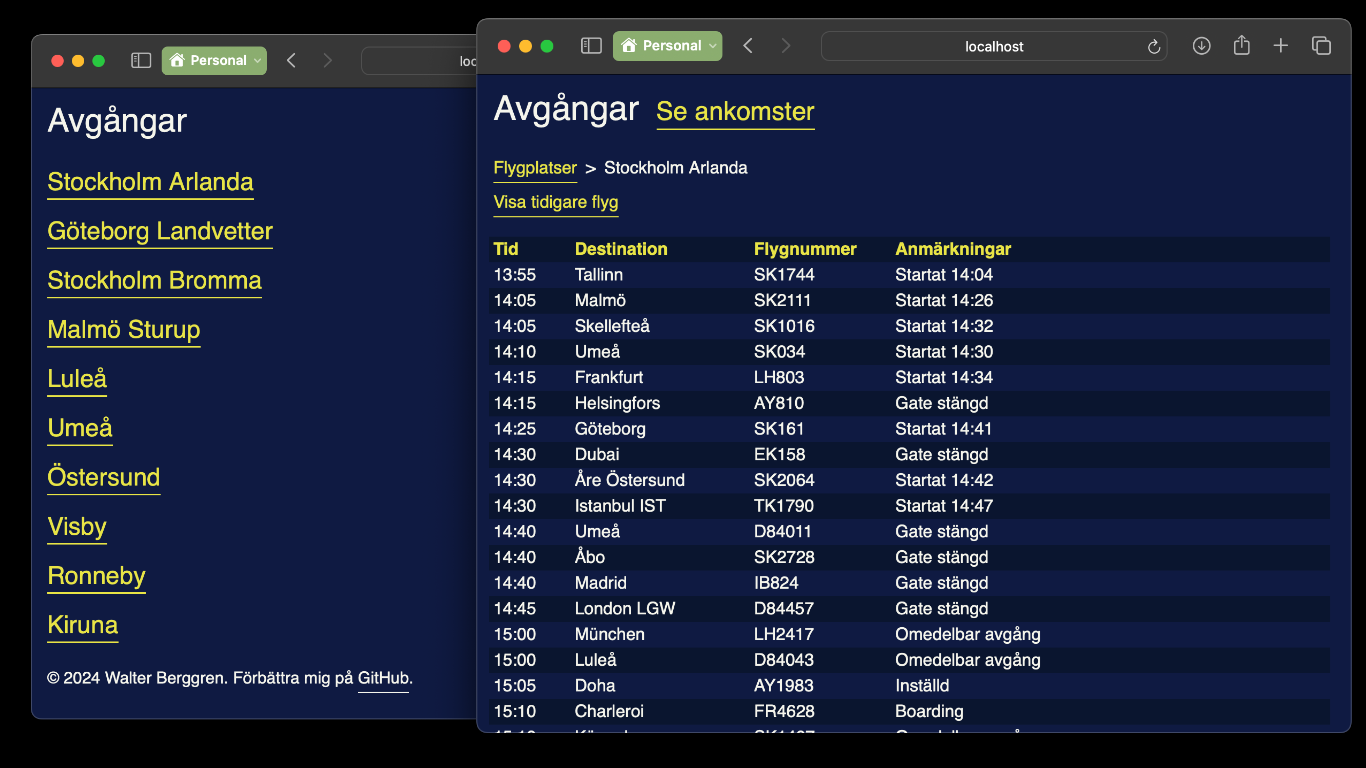 Personal
Avgångar
Stockholm Arlanda
Göteborg Landvetter
Stockholm Bromma
Malmö Sturup
Luleå
Umeå
Östersund
Visby
Ronneby
Kiruna
© 2024 Walter Berggren. Förbättra mig på GitHub.
Personal localhost
Avgångar Se ankomster
Flygplatser > Stockholm Arlanda
Visa tidigare flyg
Tid Destination Flygnummer Anmärkningar
13:55 Tallinn SK1744 Startat 14:04
14:05 Malmö SK2111 Startat 14:26
14:05 Skellefteå SK1016 Startat 14:32
14:10 Umeå SK034 Startat 14:30
14:15 Frankfurt LH803 Startat 14:34
14:15 Helsingfors AY810 Gate stängd
14:25 Göteborg SK161 Startat 14:41
14:30 Dubai EK158 Gate stängd
14:30 Åre Östersund SK2064 Startat 14:42
14:30 Istanbul IST TK1790 Startat 14:47
14:40 Umeå D84011 Gate stängd
14:40 Åbo SK2728 Gate stängd
14:40 Madrid IB824 Gate stängd
14:45 London LGW D84457 Gate stängd
15:00 München LH2417 Omedelbar avgång
15:00 Luleå D84043 Omedelbar avgång
15:05 Doha AY1983 Inställd
15:10 Charleroi FR4628 Boarding